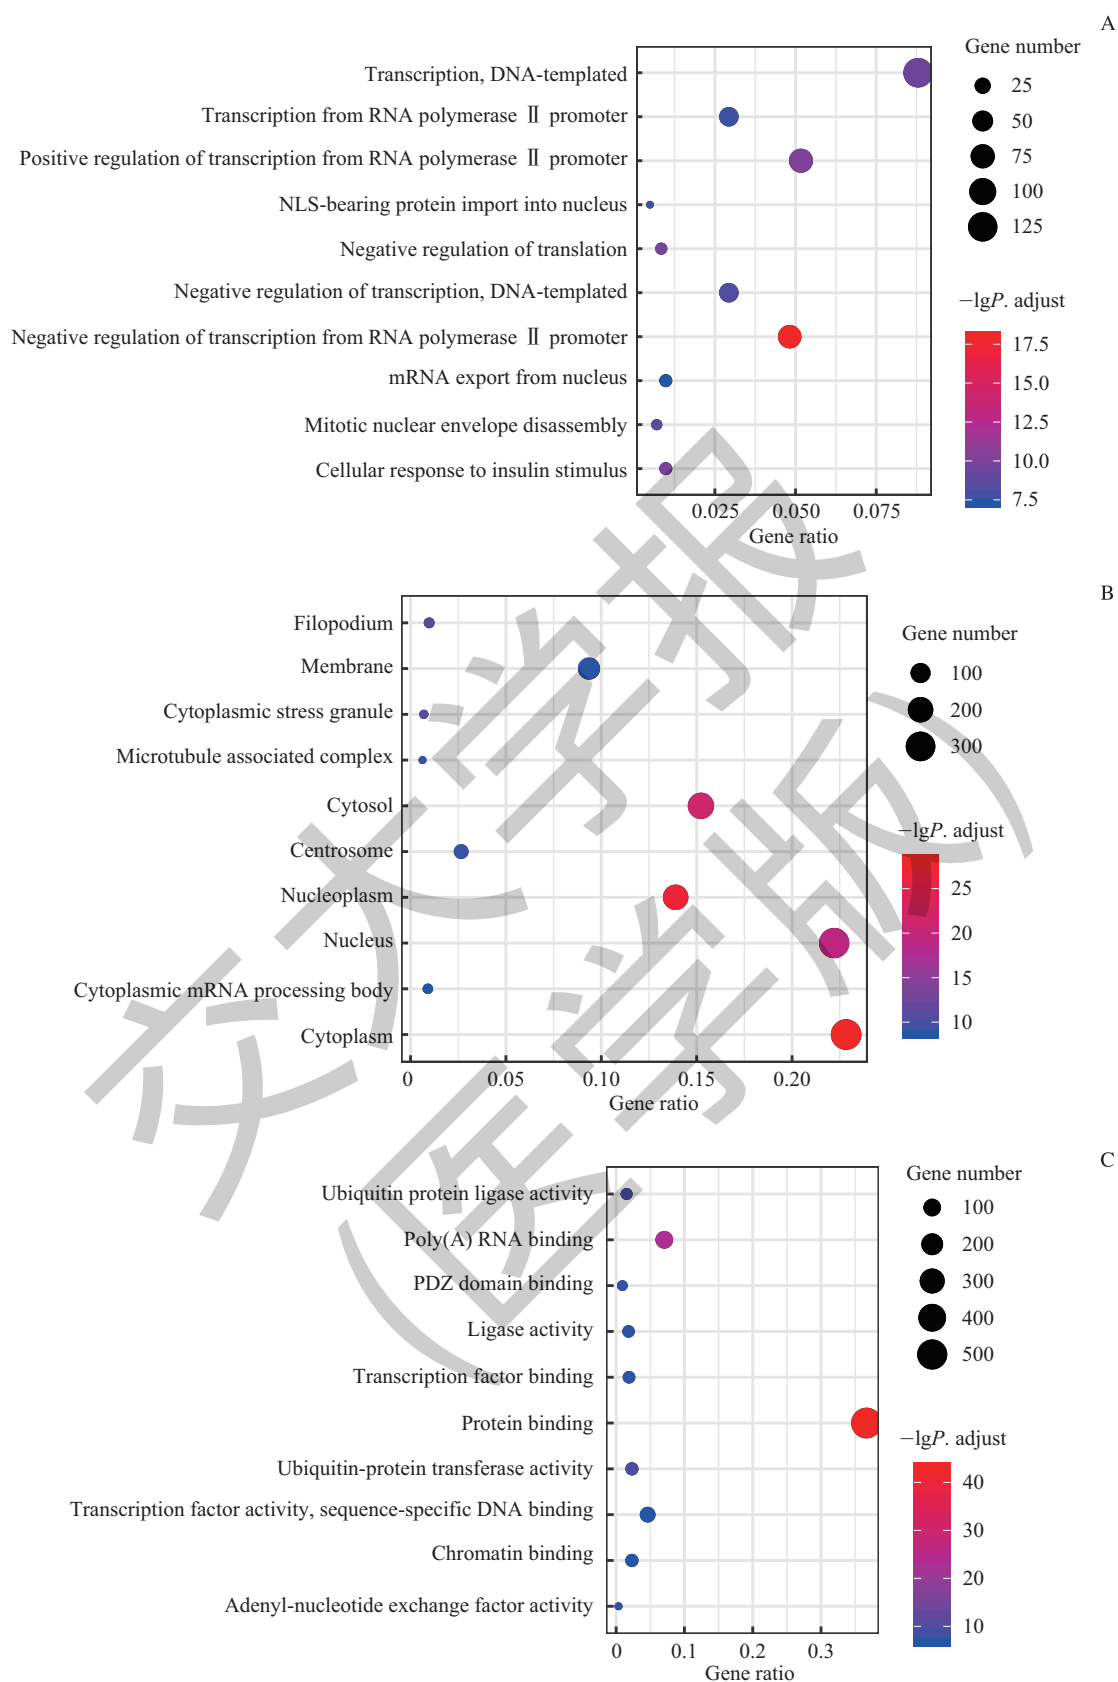 A
Gene number
25
50
75
100
125
−lgP. adjust
17.5
15.0
12.5
10.0
7.5
Transcription, DNA-templated
Transcription from RNA polymerase Ⅱ promoter
Positive regulation of transcription from RNA polymerase Ⅱ promoter
NLS-bearing protein import into nucleus
Negative regulation of translation
Negative regulation of transcription, DNA-templated
Negative regulation of transcription from RNA polymerase Ⅱ promoter
mRNA export from nucleus
Mitotic nuclear envelope disassembly
Cellular response to insulin stimulus
0.025 0.050 0.075
Gene ratio
B
Gene number
100
200
300
−lgP. adjust
25
20
15
10
Filopodium
Membrane
Cytoplasmic stress granule
Microtubule associated complex
Cytosol
Centrosome
Nucleoplasm
Nucleus
Cytoplasmic mRNA processing body
Cytoplasm
0 0.05 0.10 0.15 0.20
Gene ratio
C
Gene number
100
200
300
400
500
−lgP. adjust
40
30
20
10
Ubiquitin protein ligase activity
Poly(A) RNA binding
PDZ domain binding
Ligase activity
Transcription factor binding
Protein binding
Ubiquitin-protein transferase activity
Transcription factor activity, sequence-specific DNA binding
Chromatin binding
Adenyl-nucleotide exchange factor activity
0 0.1 0.2 0.3
Gene ratio
交大学报
(医学版)